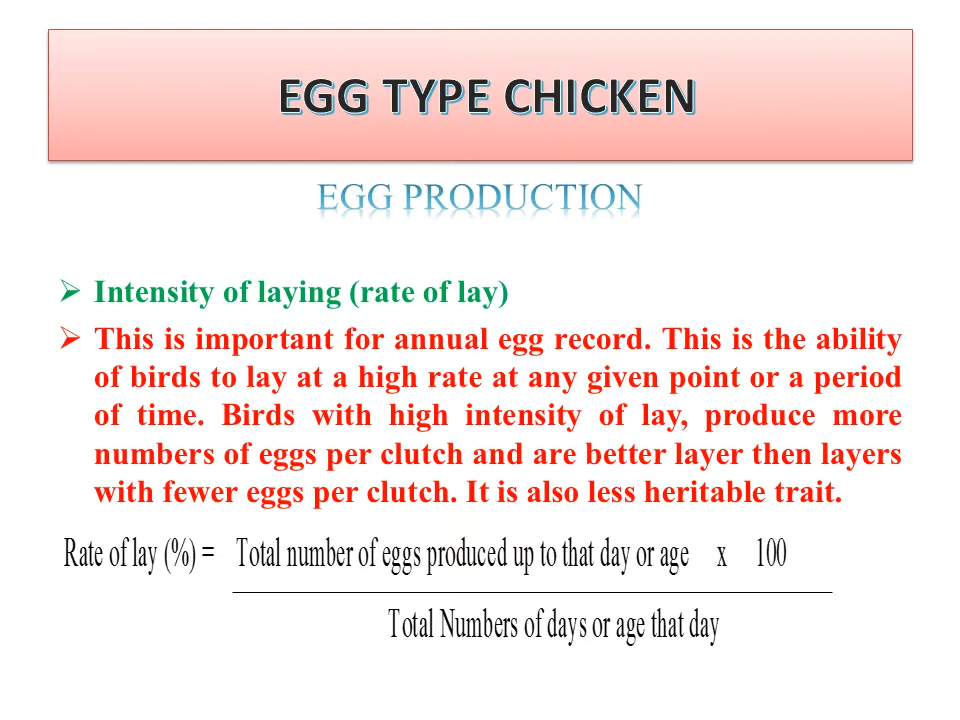 EGG TYPE CHICKEN
EGG PRODUCTION
➢ Intensity of laying (rate of lay)
➢ This is important for annual egg record. This is the ability
of birds to lay at a high rate at any given point or a period
of time. Birds with high intensity of lay, produce more
numbers of eggs per clutch and are better layer then layers
with fewer eggs per clutch. It is also less heritable trait.
Rate of lay (%) = Total number of eggs produced up to that day or age x 100
Total Numbers of days or age that day